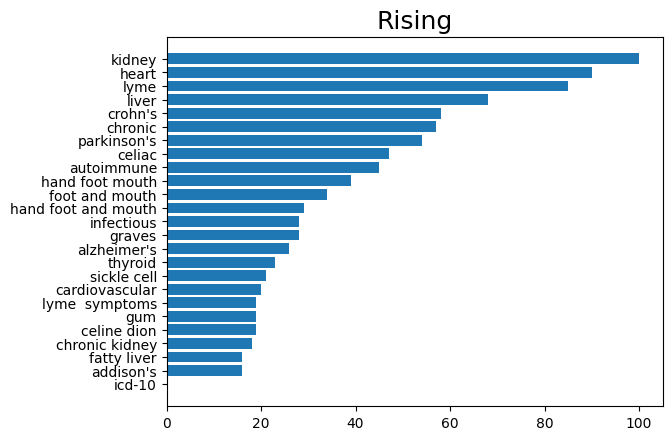 Rising
kidney
heart
lyme
liver
crohn's
chronic
parkinson's
celiac
autoimmune
hand foot mouth
foot and mouth
hand foot and mouth
infectious
graves
alzheimer's
thyroid
sickle cell
cardiovascular
lyme  symptoms
gum
celine dion
chronic kidney
fatty liver
addison's
icd-10
0 20 40 60 80 100